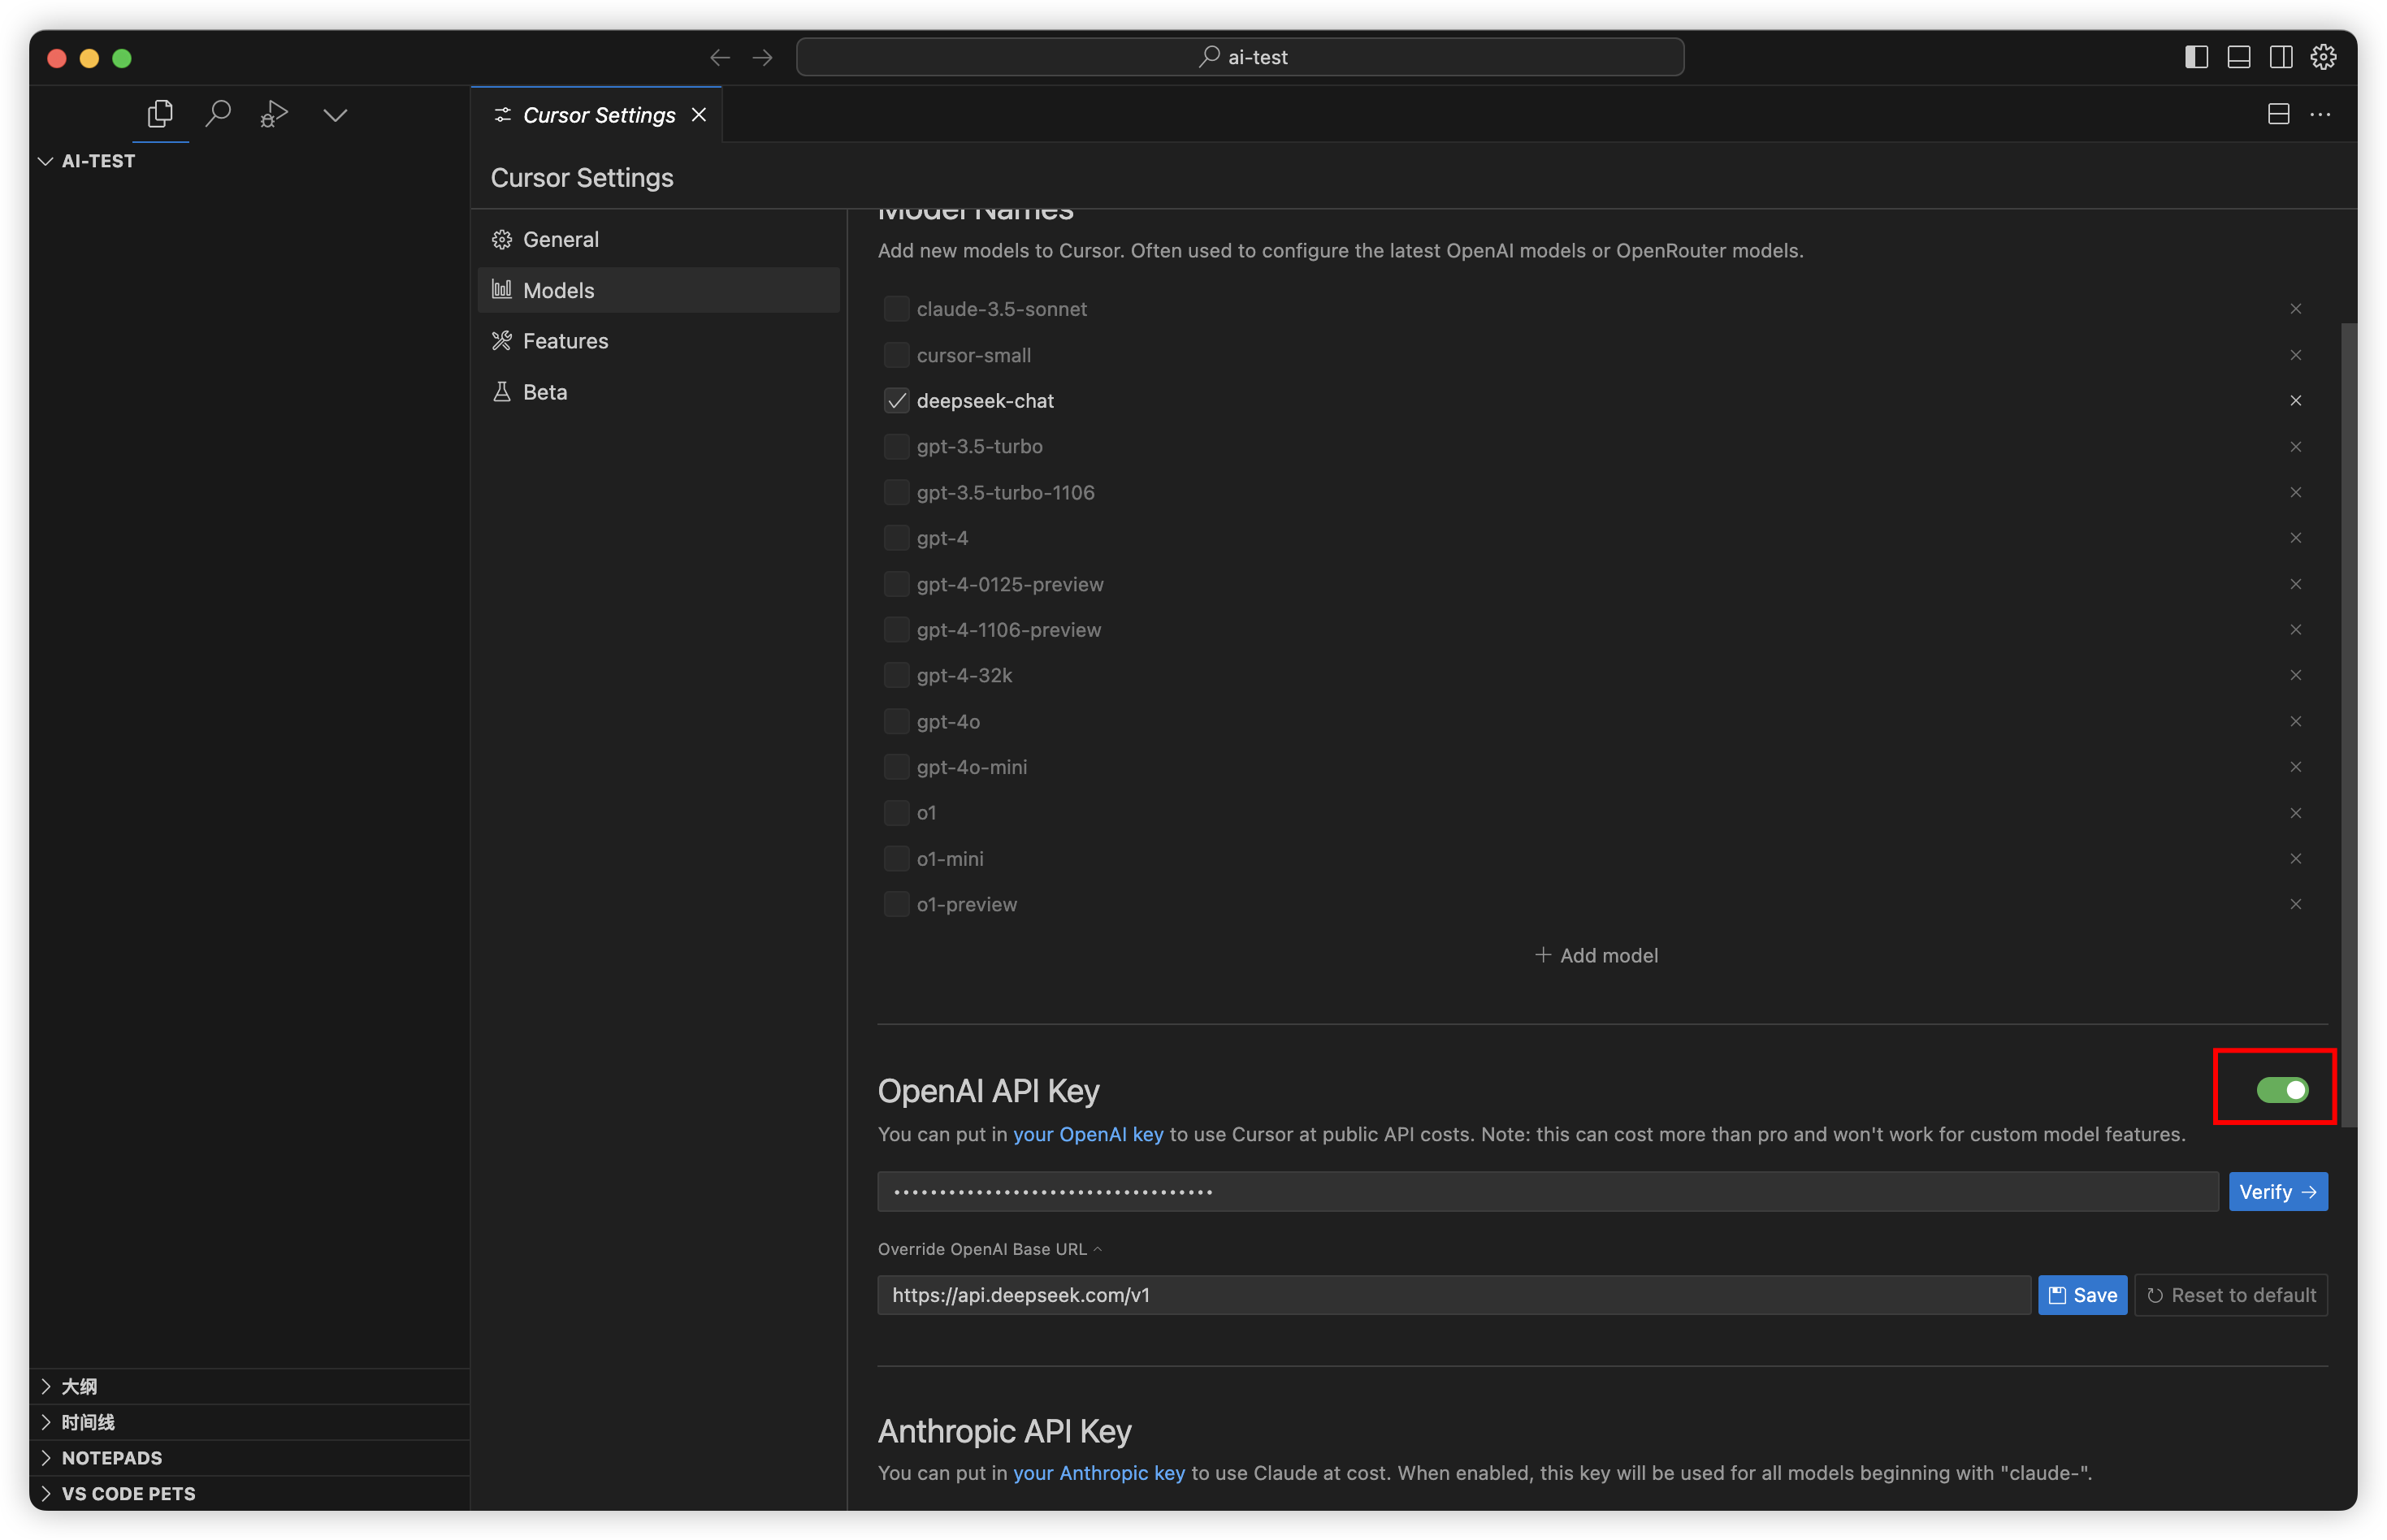 ai-test
AI-TEST
Cursor Settings
Cursor Settings
General
Models
Features
Beta
Model Names
Add new models to Cursor. Often used to configure the latest OpenAI models or OpenRouter models.
claude-3.5-sonnet
cursor-small
deepseek-chat
gpt-3.5-turbo
gpt-3.5-turbo-1106
gpt-4
gpt-4-0125-preview
gpt-4-1106-preview
gpt-4-32k
gpt-4o
gpt-4o-mini
o1
o1-mini
o1-preview
+ Add model
OpenAI API Key
You can put in your OpenAI key to use Cursor at public API costs. Note: this can cost more than pro and won't work for custom model features.
•••••••••••••••••••••••••••••••••••
Verify →
Override OpenAI Base URL
https://api.deepseek.com/v1
Save
Reset to default
Anthropic API Key
You can put in your Anthropic key to use Claude at cost. When enabled, this key will be used for all models beginning with "claude-".
大纲
时间线
NOTEPADS
VS CODE PETS